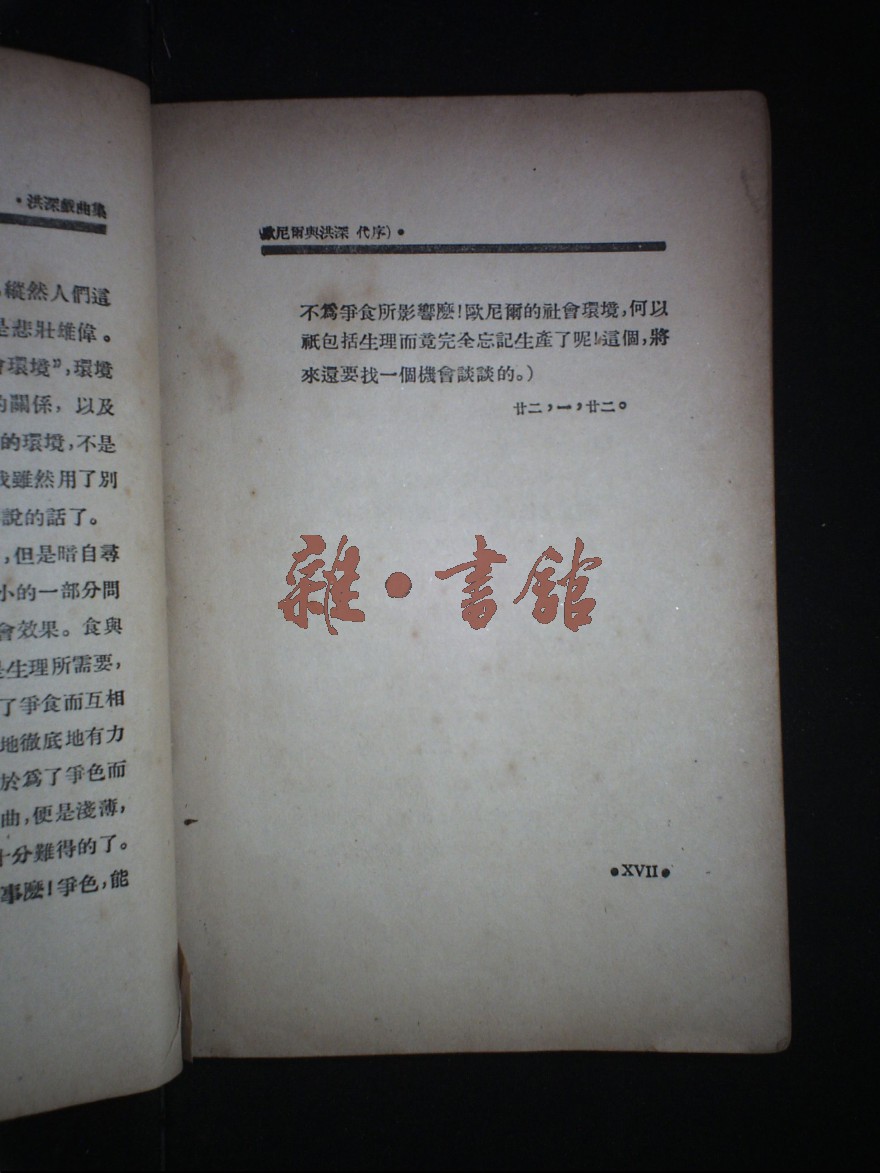 •洪深戲曲集
縱然人們這
是悲壯雄偉。
會環境”,環境
的關係,以及
的環境,不是
我雖然用了別
說的話了。
,但是暗自尋
小的一部分問
會效果。食與
是生理所需要,
了爭食而互相
地徹底地有力
於爲了爭色而
曲,便是淺薄,
十分難得的了。
事麽!爭色,能
(歐尼爾與洪深 代序)•
不爲爭食所影響麽!歐尼爾的社會環境,何以
祇包括生理而竟完全忘記生產了呢!這個,將
來還要找一個機會談談的。)
廿二,一,廿二。
雜•書館
•XVII•